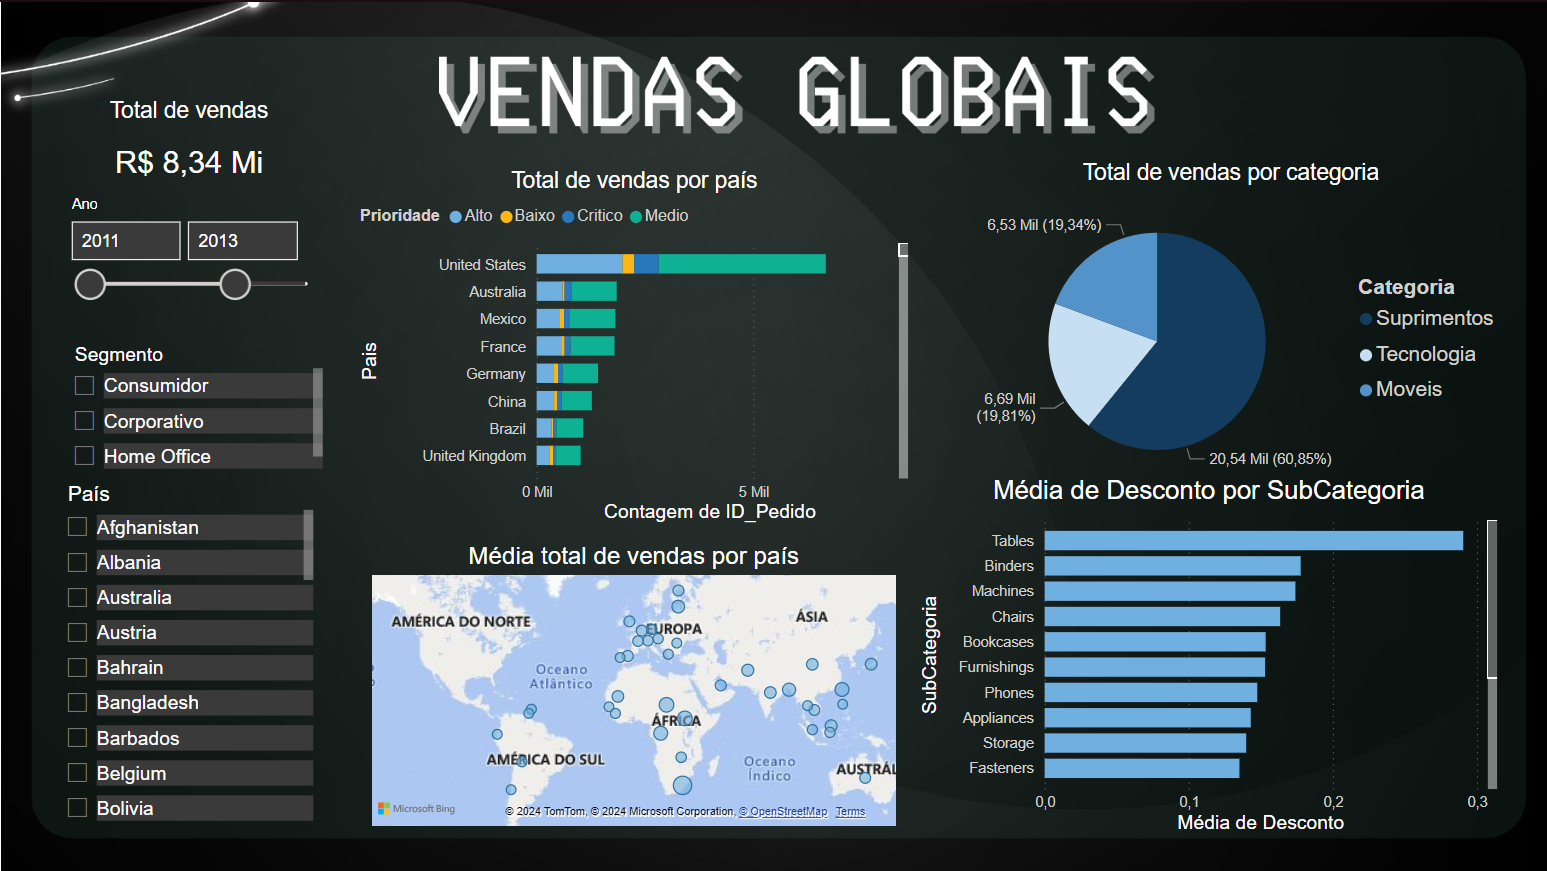 VENDAS GLOBAIS
Total de vendas
R$ 8,34 Mi
Ano
2011
2013
Segmento
Consumidor
Corporativo
Home Office
País
Afghanistan
Albania
Australia
Austria
Bahrain
Bangladesh
Barbados
Belgium
Bolivia
Total de vendas por país
Prioridade Alto Baixo Critico Medio
Pais
United States
Australia
Mexico
France
Germany
China
Brazil
United Kingdom
0 Mil 5 Mil
Contagem de ID_Pedido
Média total de vendas por país
AMÉRICA DO NORTE
EUROPA
ÁSIA
Oceano
Atlântico
ÁFRICA
AMÉRICA DO SUL
Oceano
Índico
AUSTRÁL
Microsoft Bing
© 2024 TomTom, © 2024 Microsoft Corporation, © OpenStreetMap Terms
Total de vendas por categoria
6,53 Mil (19,34%)
6,69 Mil
(19,81%)
20,54 Mil (60,85%)
Categoria
Suprimentos
Tecnologia
Moveis
Média de Desconto por SubCategoria
SubCategoria
Tables
Binders
Machines
Chairs
Bookcases
Furnishings
Phones
Appliances
Storage
Fasteners
0,0 0,1 0,2 0,3
Média de Desconto